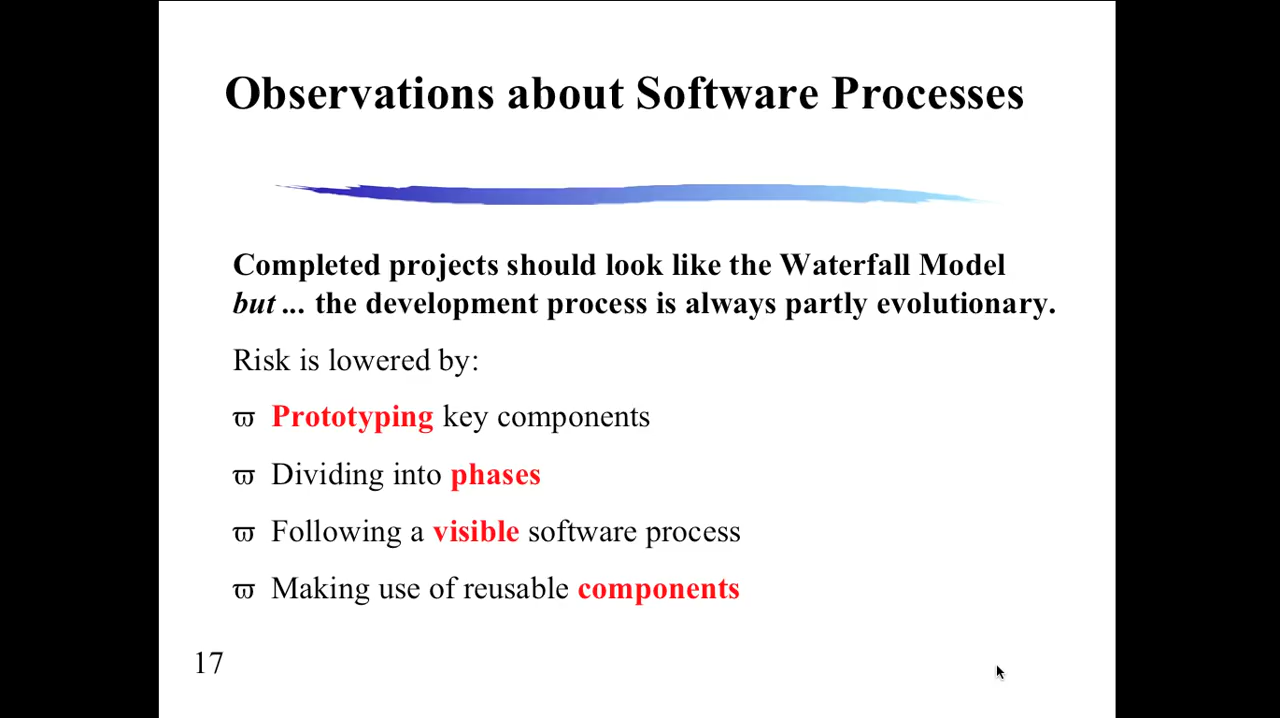 Observations about Software Processes
Completed projects should look like the Waterfall Model
but ... the development process is always partly evolutionary.
Risk is lowered by:
ϖ Prototyping key components
ϖ Dividing into phases
ϖ Following a visible software process
ϖ Making use of reusable components
17